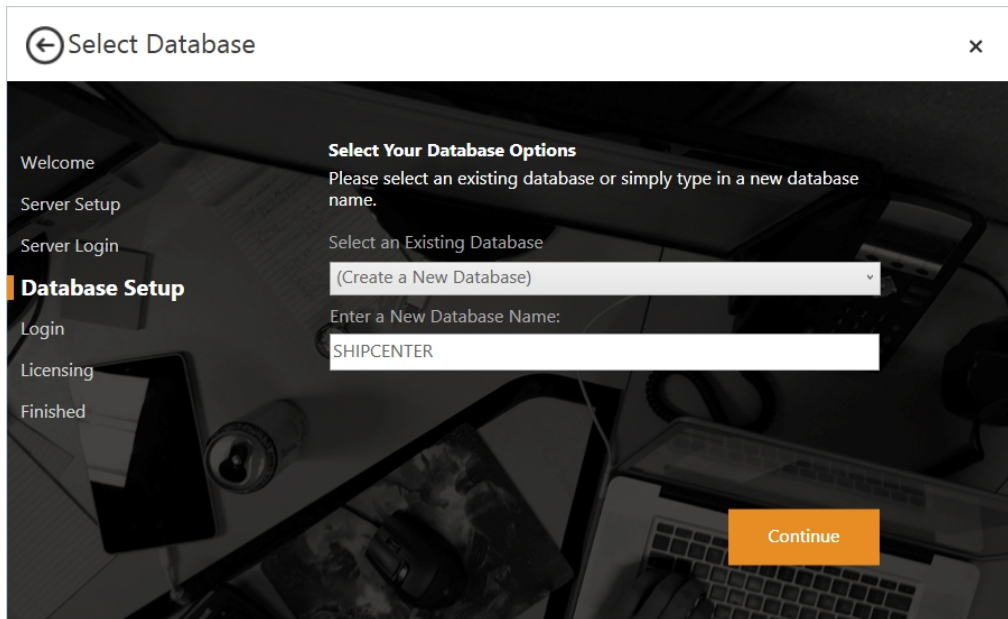 Select Database
Welcome
Server Setup
Server Login
Database Setup
Login
Licensing
Finished
Select Your Database Options
Please select an existing database or simply type in a new database
name.
Select an Existing Database
(Create a New Database)
Enter a New Database Name:
SHIPCENTER
Continue